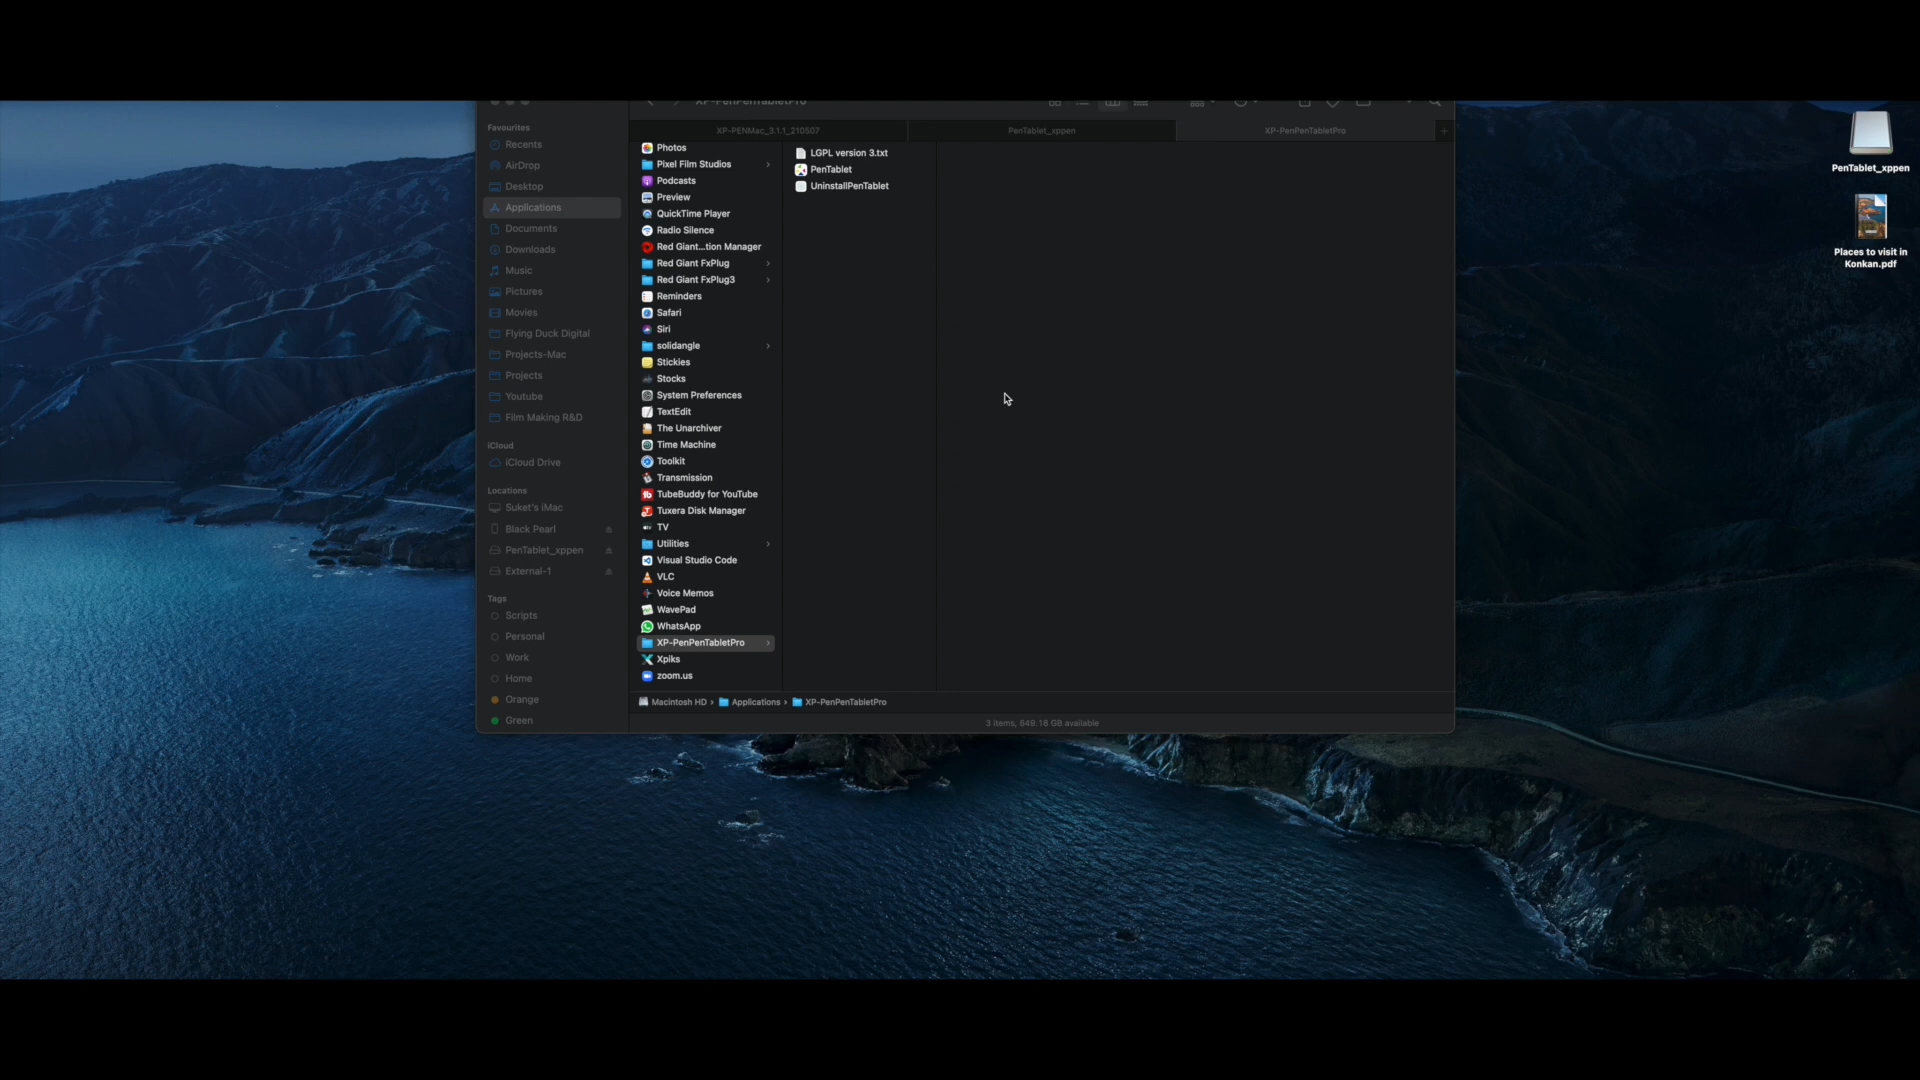 XP-PenPenTabletPro
XP-PENMac_3.1.1_210507
PenTablet_xppen
XP-PenPenTabletPro
Favourites
Recents
AirDrop
Desktop
Applications
Documents
Downloads
Music
Pictures
Movies
Flying Duck Digital
Projects-Mac
Projects
Youtube
Film Making R&D
iCloud
iCloud Drive
Locations
Suket's iMac
Black Pearl
PenTablet_xppen
External-1
Tags
Scripts
Personal
Work
Home
Orange
Green
Photos
Pixel Film Studios
Podcasts
Preview
QuickTime Player
Radio Silence
Red Giant...tion Manager
Red Giant FxPlug
Red Giant FxPlug3
Reminders
Safari
Siri
solidangle
Stickies
Stocks
System Preferences
TextEdit
The Unarchiver
Time Machine
Toolkit
Transmission
TubeBuddy for YouTube
Tuxera Disk Manager
TV
Utilities
Visual Studio Code
VLC
Voice Memos
WavePad
WhatsApp
XP-PenPenTabletPro
Xpiks
zoom.us
LGPL version 3.txt
PenTablet
UninstallPenTablet
Macintosh HD › Applications › XP-PenPenTabletPro
3 items, 649.18 GB available
PenTablet_xppen
Places to visit in
Konkan.pdf